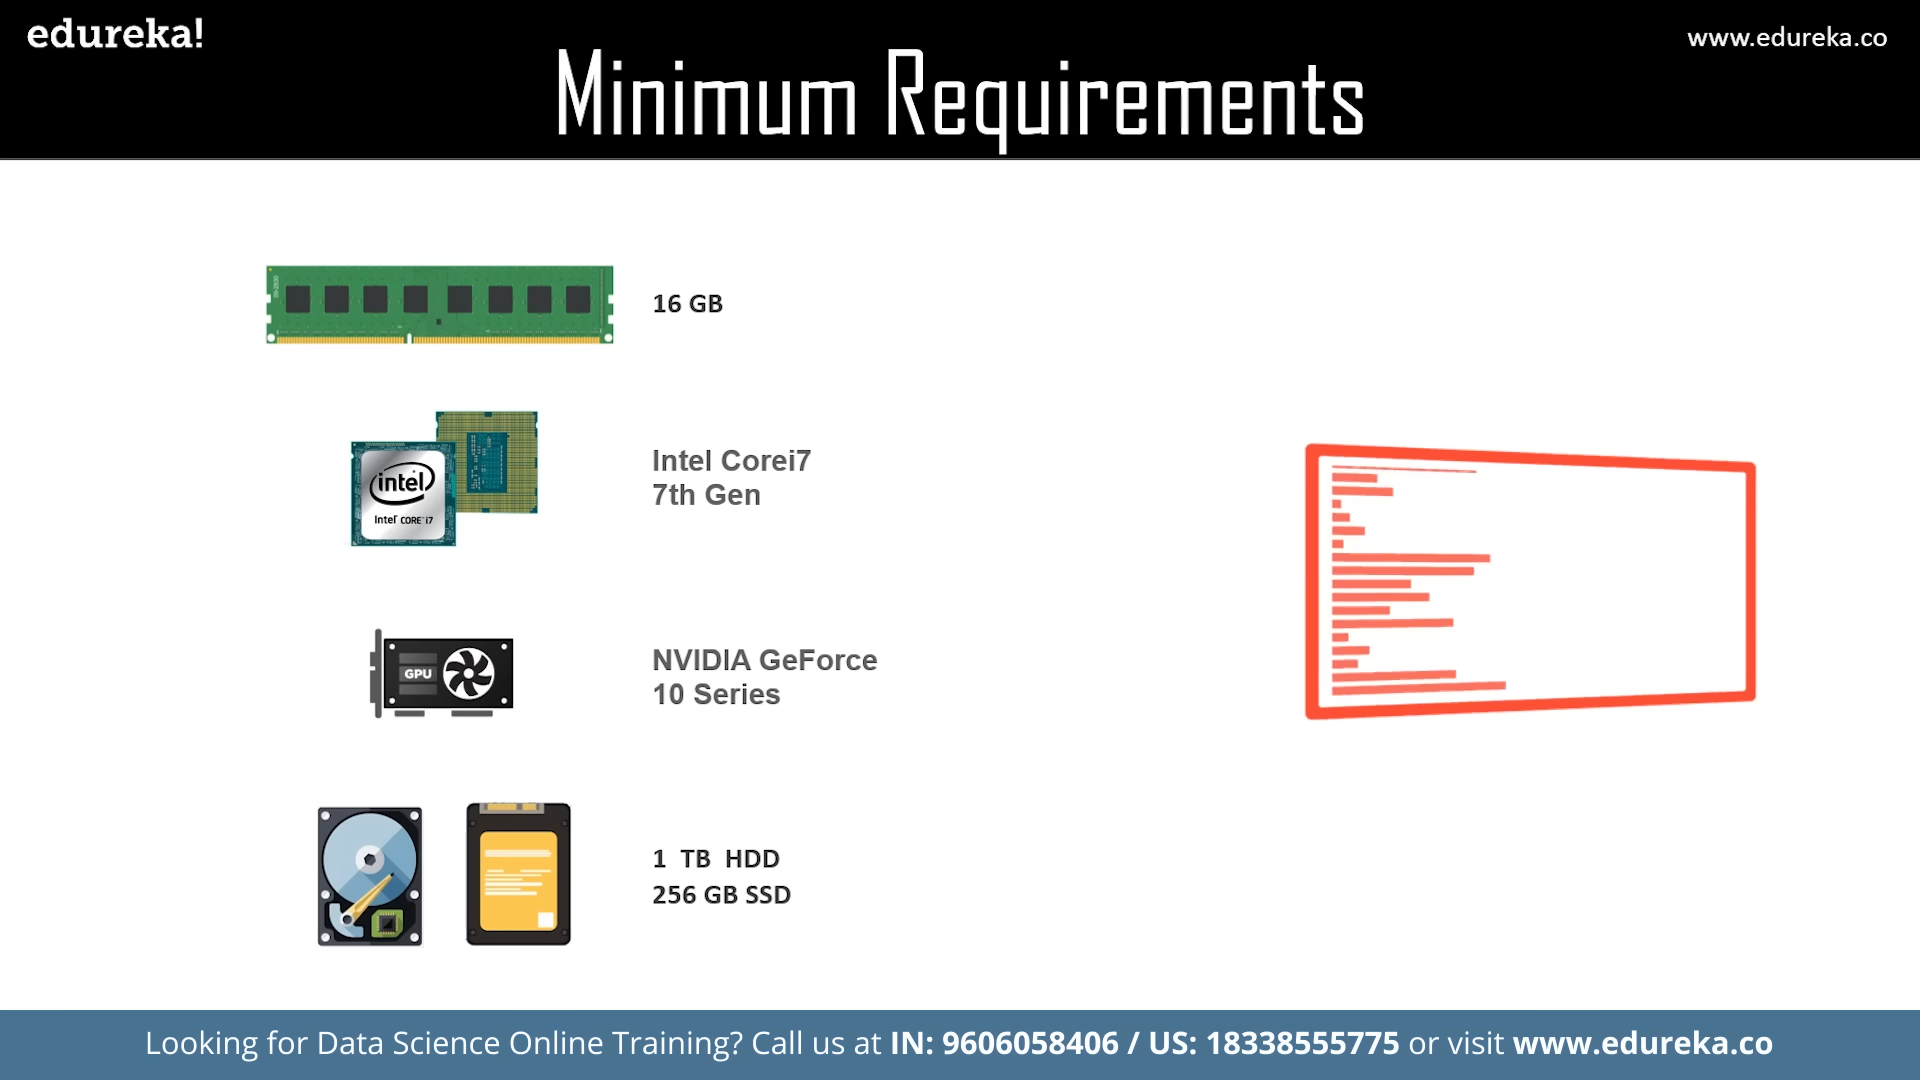 edureka!
www.edureka.co
Minimum Requirements
16 GB
intel
intel CORE i7
Intel Corei7
7th Gen
GPU
NVIDIA GeForce
10 Series
1 TB HDD
256 GB SSD
Looking for Data Science Online Training? Call us at IN: 9606058406 / US: 18338555775 or visit www.edureka.co